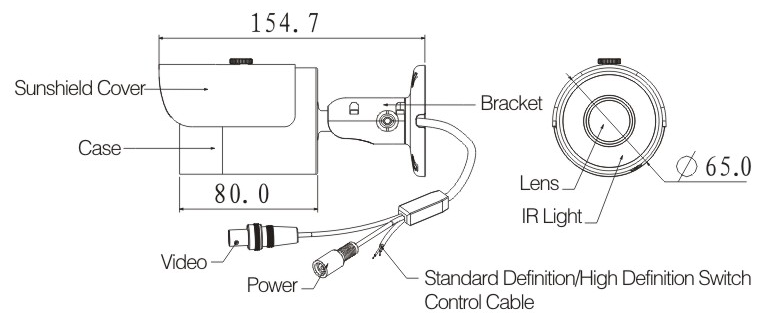 154.7
Sunshield Cover
Bracket
Case
∅ 65.0
Lens
80.0
IR Light
Video
Power
Standard Definition/High Definition Switch
Control Cable